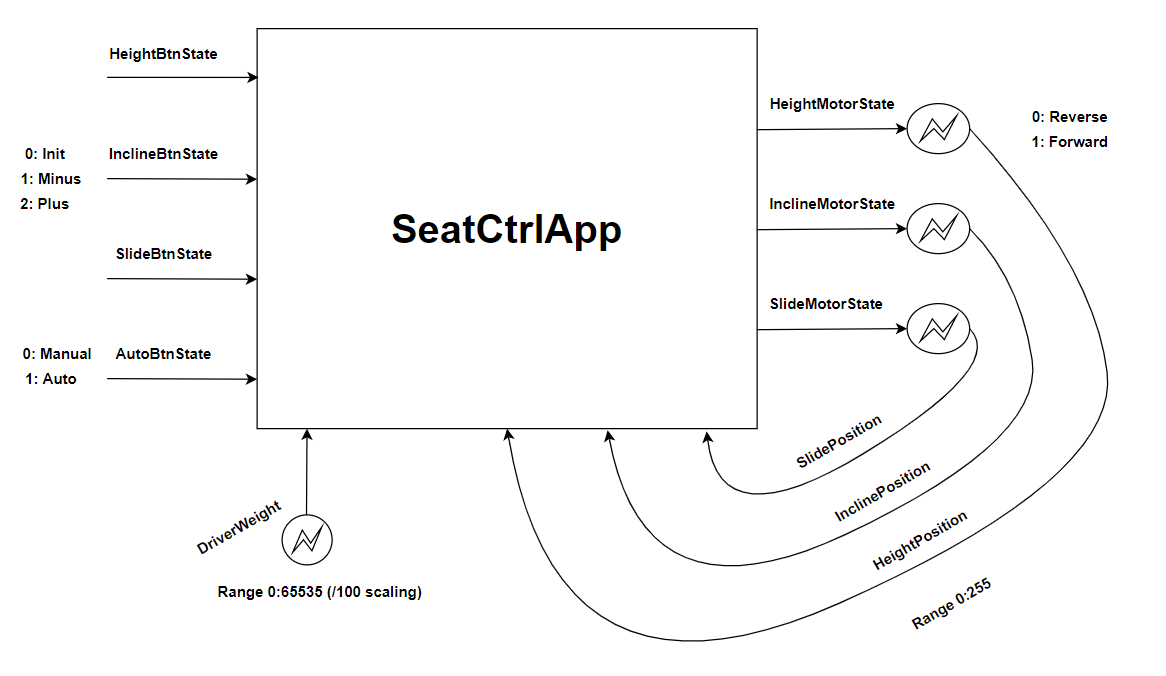 HeightBtnState
0: Init
1: Minus
2: Plus
InclineBtnState
SlideBtnState
0: Manual
1: Auto
AutoBtnState
SeatCtrlApp
HeightMotorState
0: Reverse
1: Forward
InclineMotorState
SlideMotorState
SlidePosition
InclinePosition
HeightPosition
Range 0:255
DriverWeight
Range 0:65535 (/100 scaling)